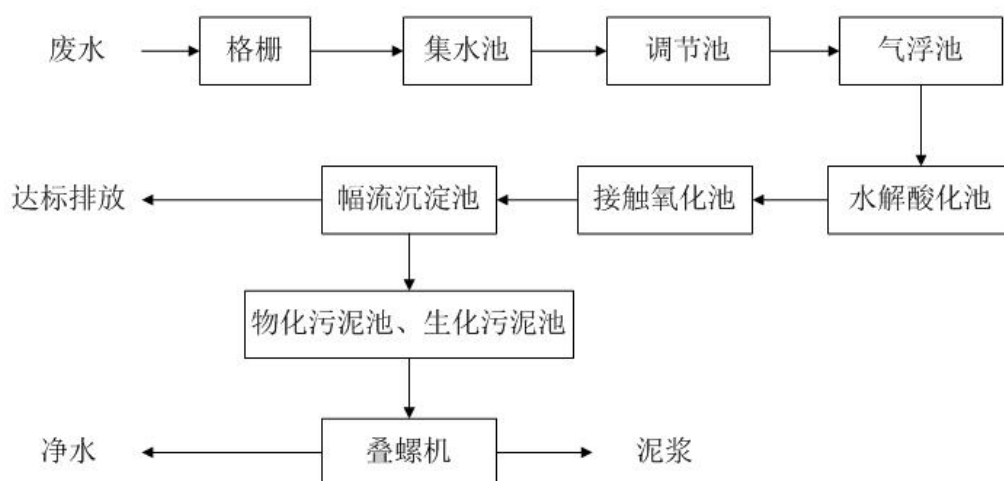 废水
格栅
集水池
调节池
气浮池
达标排放
幅流沉淀池
接触氧化池
水解酸化池
物化污泥池、生化污泥池
净水
叠螺机
泥浆